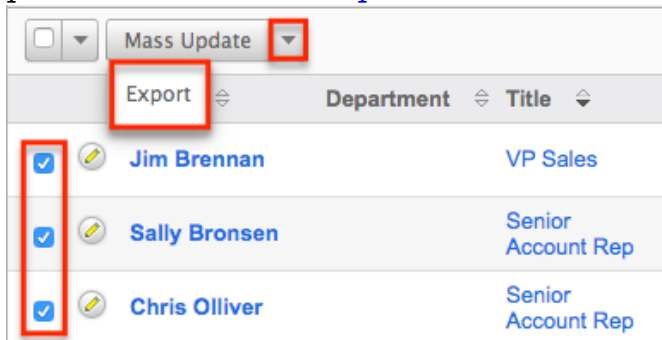 Mass Update
Export
Department
Title
Jim Brennan
VP Sales
Sally Bronsen
Senior
Account Rep
Chris Olliver
Senior
Account Rep